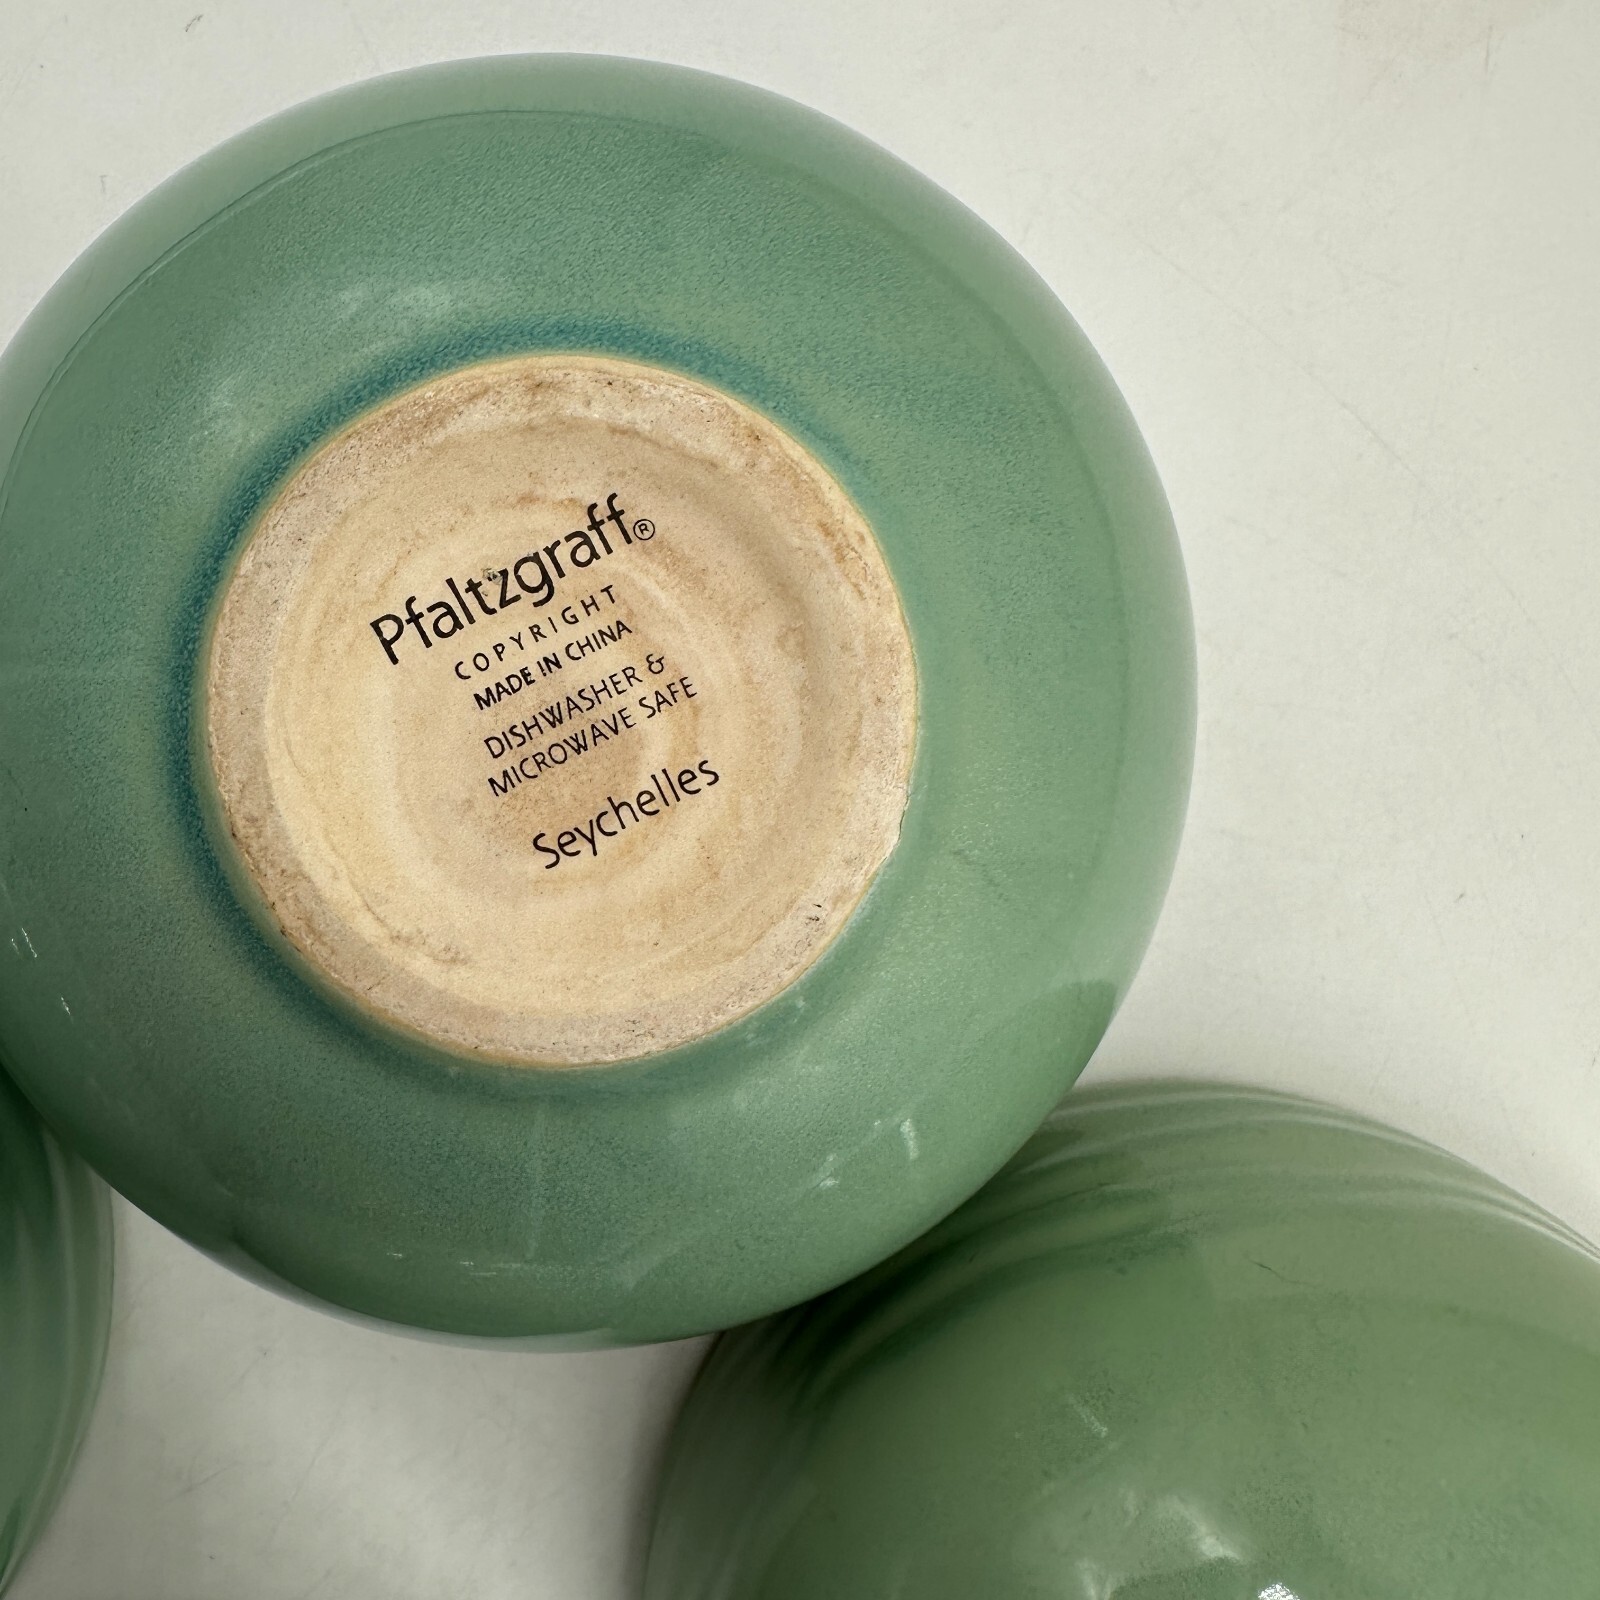 Pfaltzgraff®
COPYRIGHT
MADE IN CHINA
DISHWASHER &
MICROWAVE SAFE
Seychelles